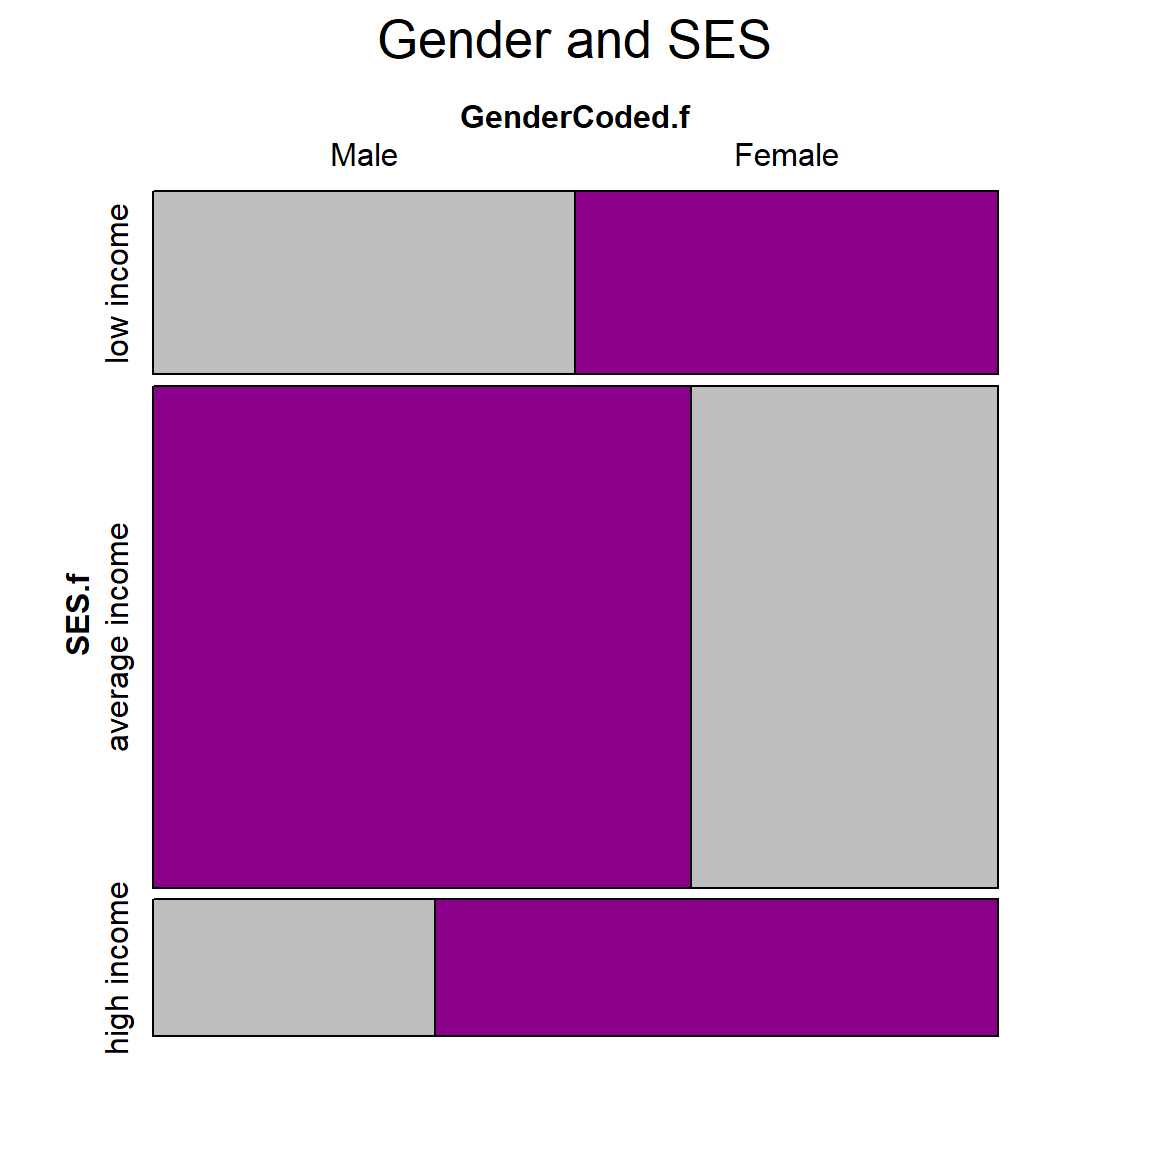 Gender and SES
GenderCoded.f
Male Female
SES.f
low income
average income
high income